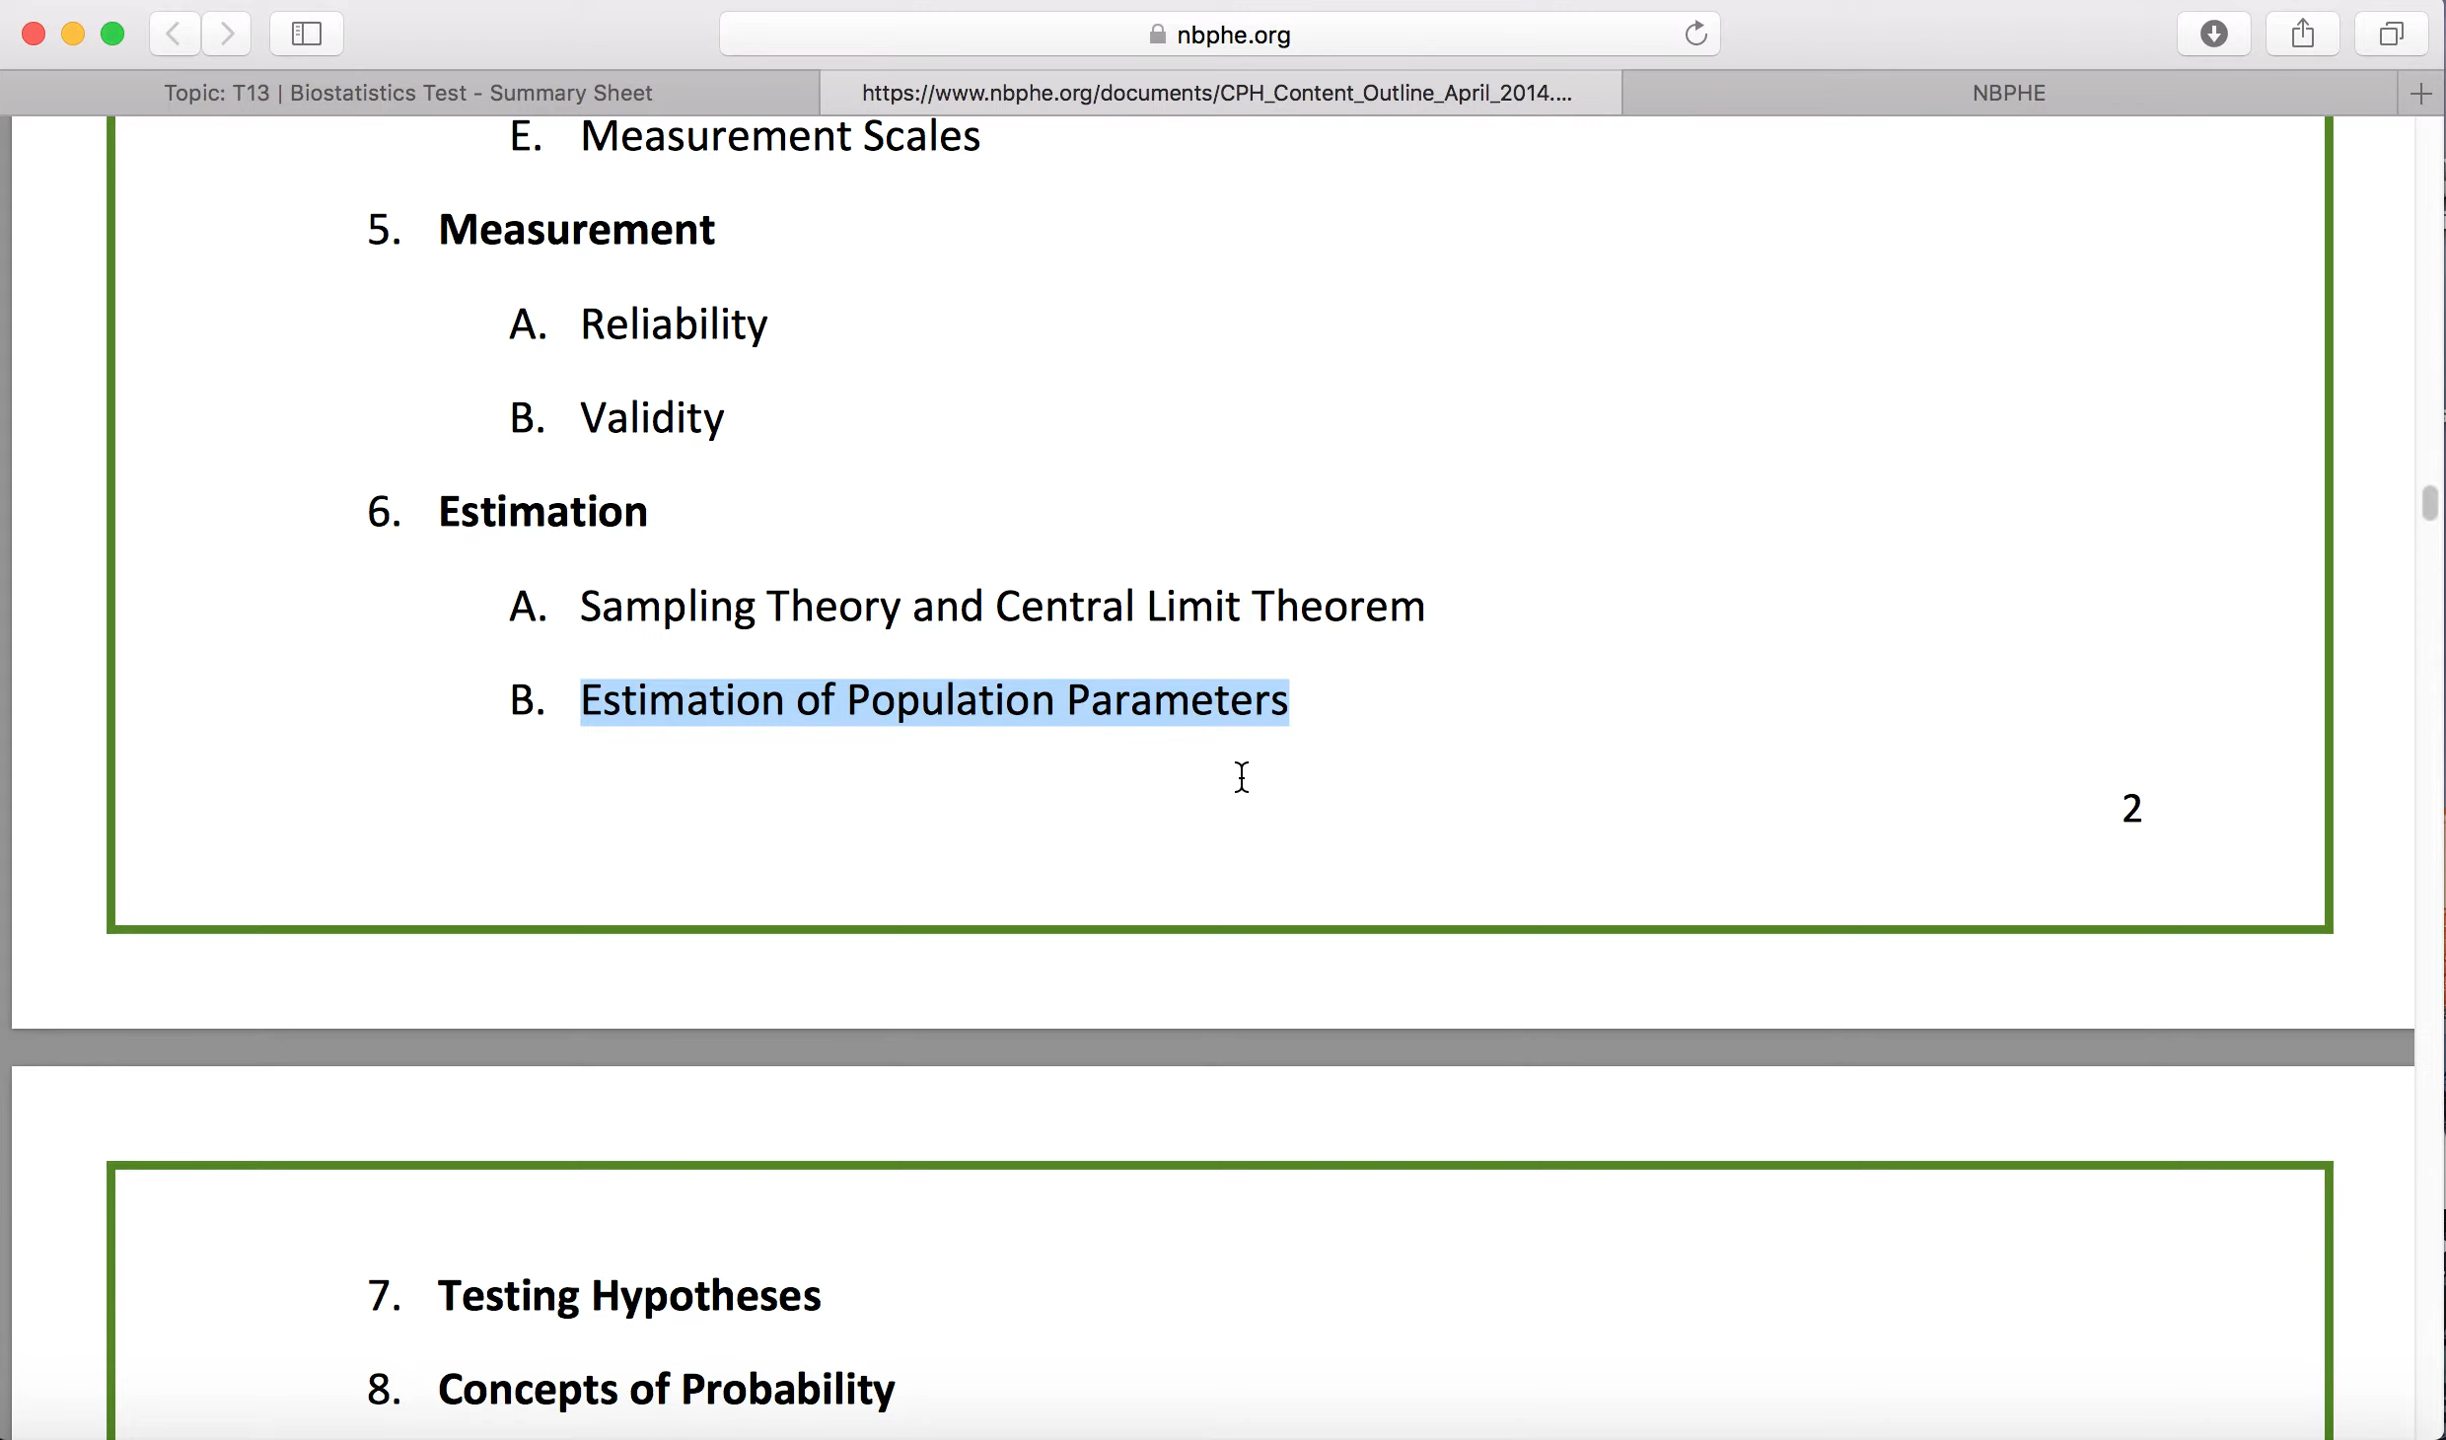 nbphe.org
Topic: T13 | Biostatistics Test - Summary Sheet
https://www.nbphe.org/documents/CPH_Content_Outline_April_2014....
NBPHE
E. Measurement Scales
5. Measurement
A. Reliability
B. Validity
6. Estimation
A. Sampling Theory and Central Limit Theorem
B. Estimation of Population Parameters
2
7. Testing Hypotheses
8. Concepts of Probability